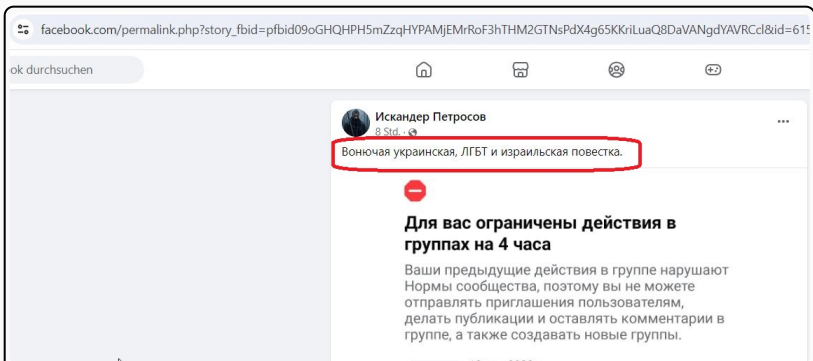 facebook.com/permalink.php?story_fbid=pfbid09oGHQHPH5mZzqHYPAMjEMrRoF3hTHM2GTNsPdX4g65KKriLuaQ8DaVANgdYAVRCcl&id=615
ok durchsuchen
Искандер Петросов
8 Std. ·
Вонючая украинская, ЛГБТ и израильская повестка.
Для вас ограничены действия в
группах на 4 часа
Ваши предыдущие действия в группе нарушают
Нормы сообщества, поэтому вы не можете
отправлять приглашения пользователям,
делать публикации и оставлять комментарии в
группе, а также создавать новые группы.